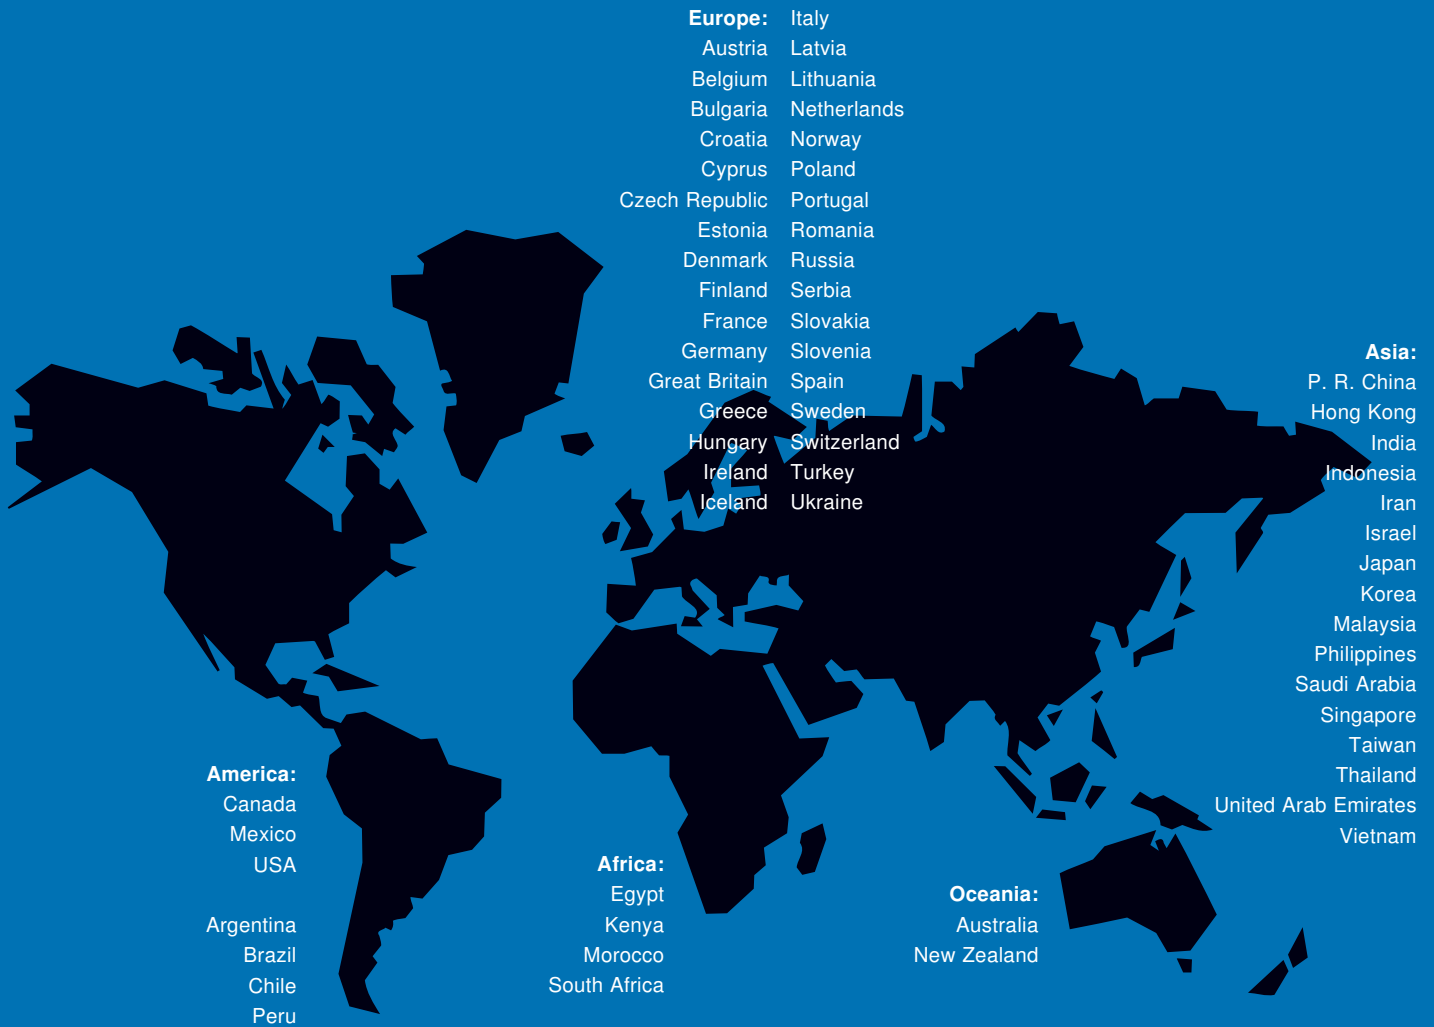 Europe:
Austria
Belgium
Bulgaria
Croatia
Cyprus
Czech Republic
Estonia
Denmark
Finland
France
Germany
Great Britain
Greece
Hungary
Ireland
Iceland
Italy
Latvia
Lithuania
Netherlands
Norway
Poland
Portugal
Romania
Russia
Serbia
Slovakia
Slovenia
Spain
Sweden
Switzerland
Turkey
Ukraine
Asia:
P. R. China
Hong Kong
India
Indonesia
Iran
Israel
Japan
Korea
Malaysia
Philippines
Saudi Arabia
Singapore
Taiwan
Thailand
United Arab Emirates
Vietnam
America:
Canada
Mexico
USA
Argentina
Brazil
Chile
Peru
Africa:
Egypt
Kenya
Morocco
South Africa
Oceania:
Australia
New Zealand